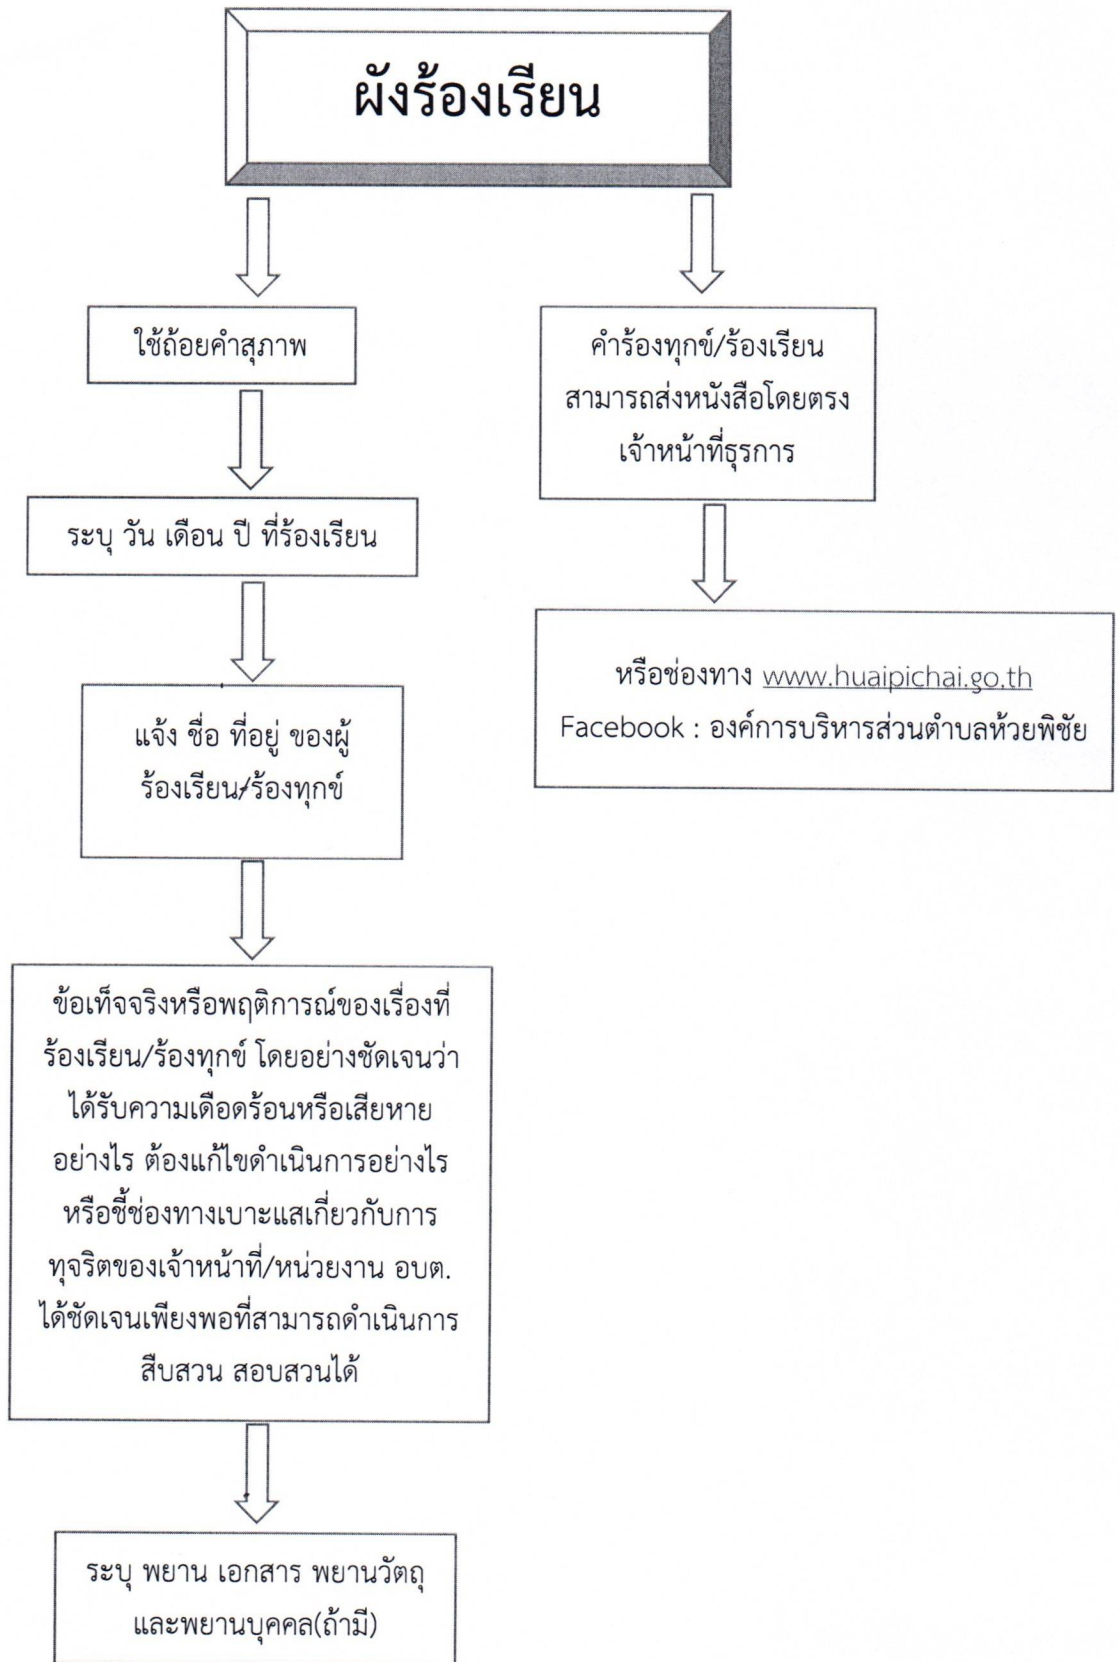 ผังร้องเรียน
ใช้ถ้อยคำสุภาพ
ระบุ วัน เดือน ปี ที่ร้องเรียน
แจ้ง ชื่อ ที่อยู่ ของผู้
ร้องเรียน/ร้องทุกข์
ข้อเท็จจริงหรือพฤติการณ์ของเรื่องที่
ร้องเรียน/ร้องทุกข์ โดยอย่างชัดเจนว่า
ได้รับความเดือดร้อนหรือเสียหาย
อย่างไร ต้องแก้ไขดำเนินการอย่างไร
หรือชี้ช่องทางเบาะแสเกี่ยวกับการ
ทุจริตของเจ้าหน้าที่/หน่วยงาน อบต.
ได้ชัดเจนเพียงพอที่สามารถดำเนินการ
สืบสวน สอบสวนได้
ระบุ พยาน เอกสาร พยานวัตถุ
และพยานบุคคล(ถ้ามี)
คำร้องทุกข์/ร้องเรียน
สามารถส่งหนังสือโดยตรง
เจ้าหน้าที่ธุรการ
หรือช่องทาง www.huaipichai.go.th
Facebook : องค์การบริหารส่วนตำบลห้วยพิชัย